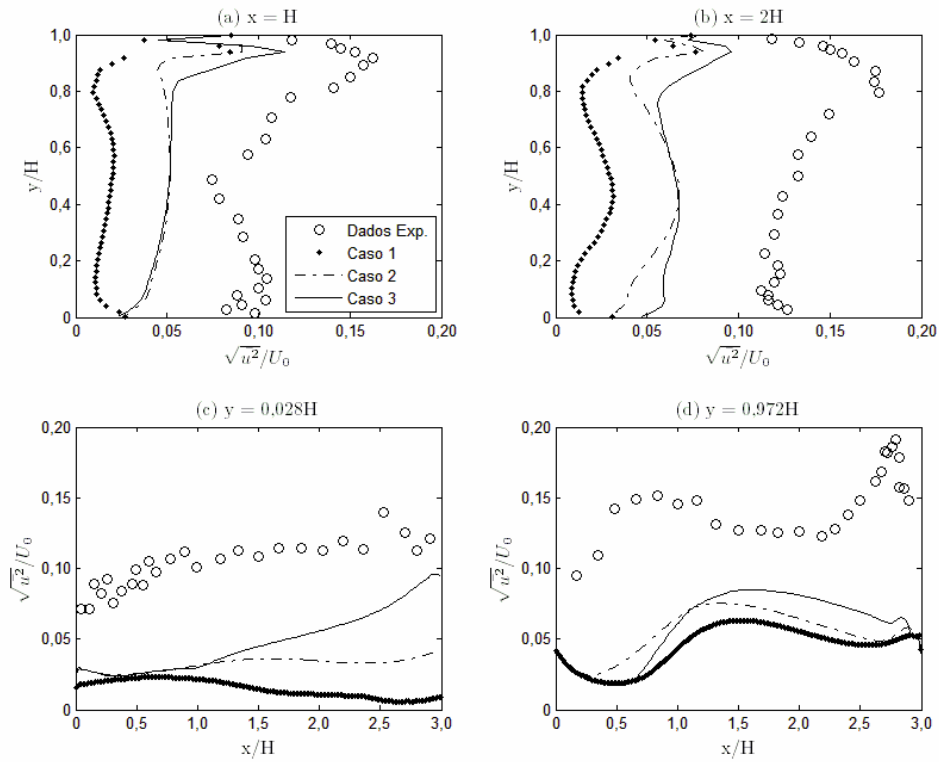 (a) x = H
(b) x = 2H
1,0
0,8
0,6
0,4
0,2
0
y/H
0
0,05
0,10
0,15
0,20
√u²/U₀
Dados Exp.
Caso 1
Caso 2
Caso 3
1,0
0,8
0,6
0,4
0,2
0
y/H
0
0,05
0,10
0,15
0,20
√u²/U₀
(c) y = 0,028H
(d) y = 0,972H
0,20
0,15
0,10
0,05
0
√u²/U₀
0
0,5
1,0
1,5
2,0
2,5
3,0
x/H
0,20
0,15
0,10
0,05
0
√u²/U₀
0
0,5
1,0
1,5
2,0
2,5
3,0
x/H